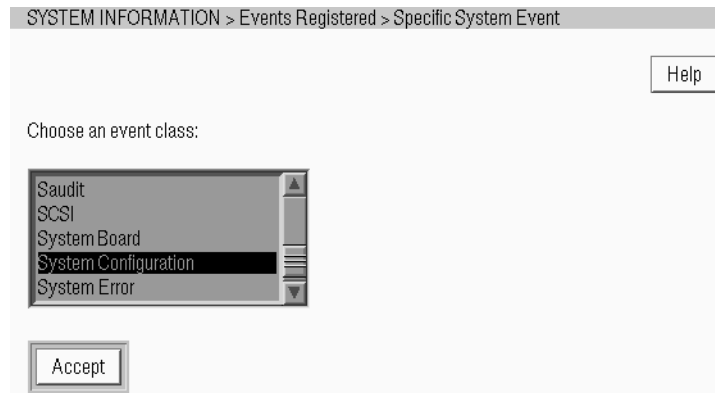 SYSTEM INFORMATION > Events Registered > Specific System Event
Help
Choose an event class:
Saudit
SCSI
System Board
System Configuration
System Error
Accept